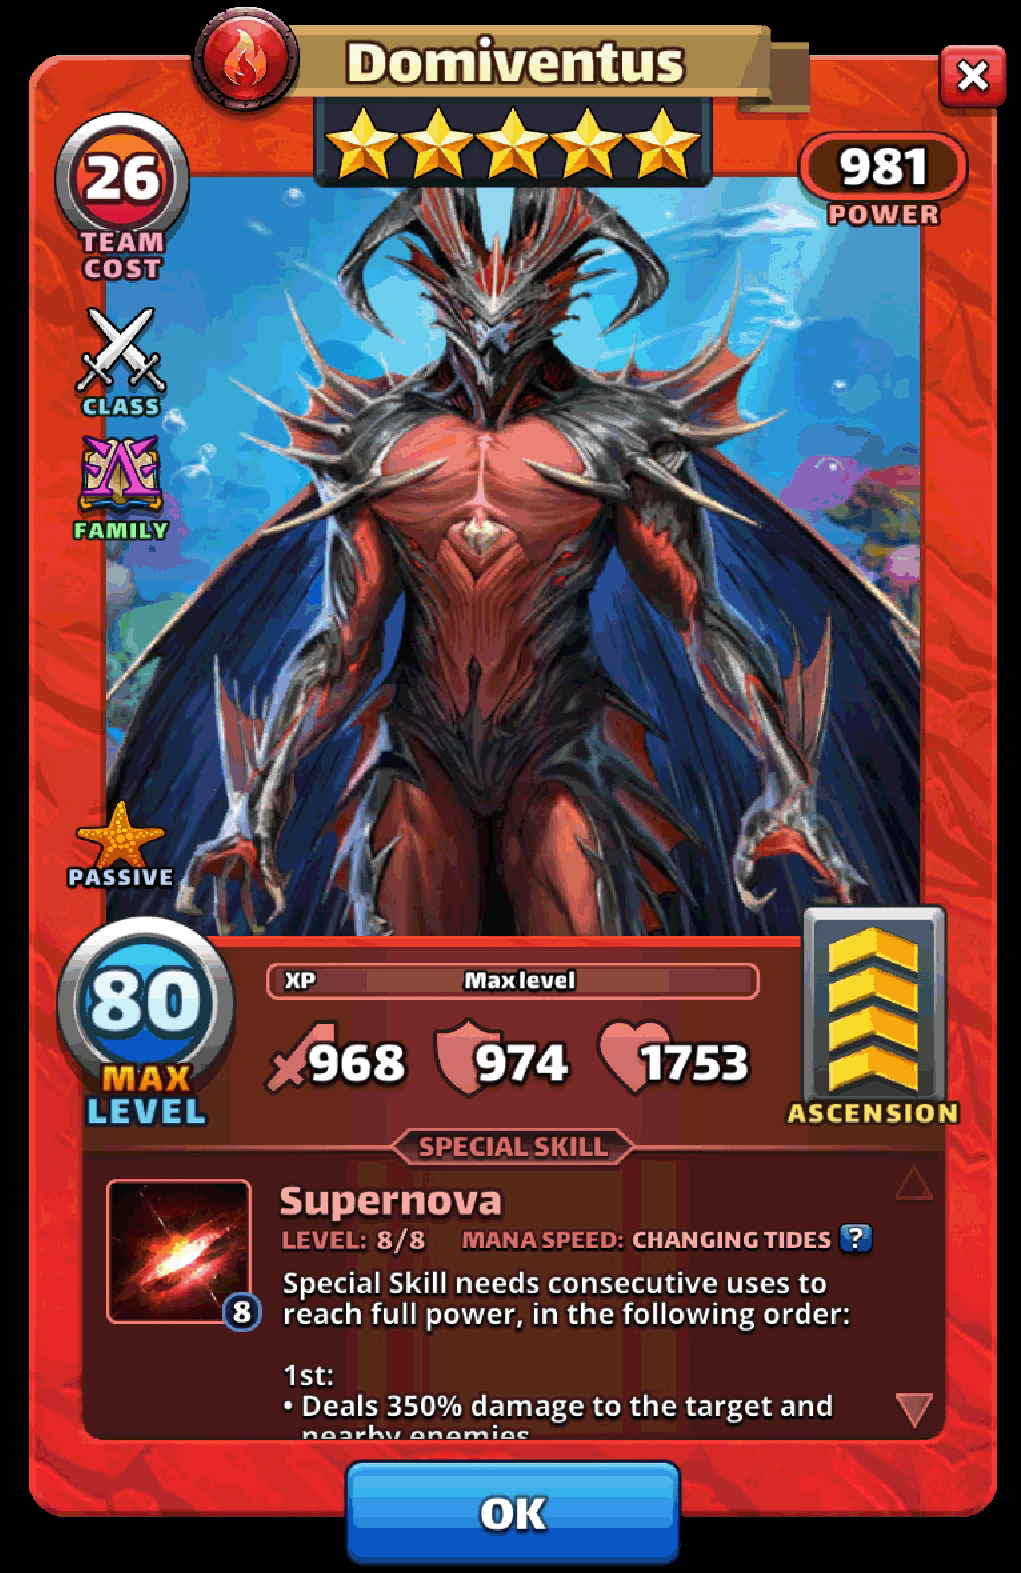 Domiventus
26
TEAM
COST
981
POWER
CLASS
FAMILY
PASSIVE
80
MAX
LEVEL
XP Max level
968 974 1753
ASCENSION
SPECIAL SKILL
Supernova
LEVEL: 8/8 MANA SPEED: CHANGING TIDES ?
8
Special Skill needs consecutive uses to
reach full power, in the following order:
1st:
• Deals 350% damage to the target and
nearby enemies
OK